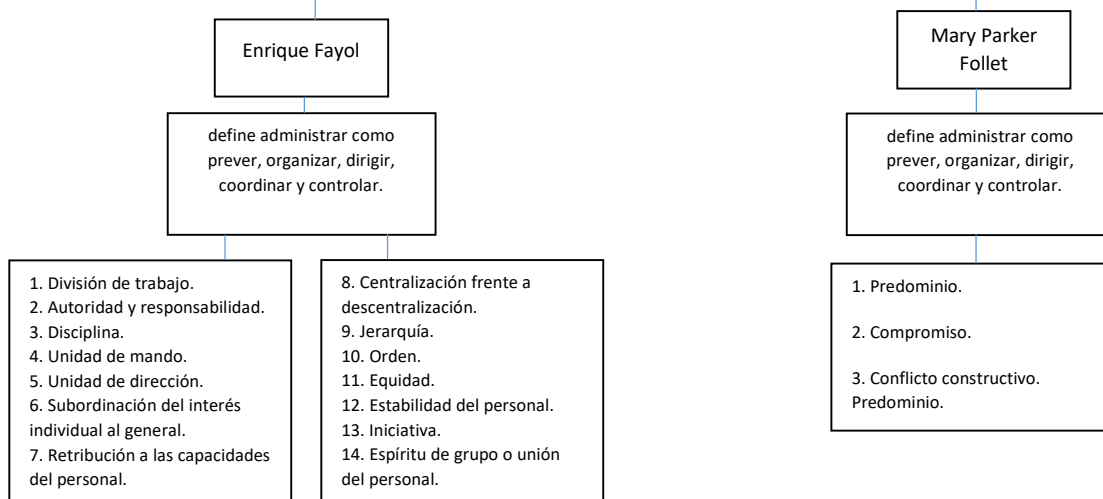 Enrique Fayol
define administrar como
prever, organizar, dirigir,
coordinar y controlar.
1. División de trabajo.
2. Autoridad y responsabilidad.
3. Disciplina.
4. Unidad de mando.
5. Unidad de dirección.
6. Subordinación del interés
individual al general.
7. Retribución a las capacidades
del personal.
8. Centralización frente a
descentralización.
9. Jerarquía.
10. Orden.
11. Equidad.
12. Estabilidad del personal.
13. Iniciativa.
14. Espíritu de grupo o unión
del personal.
Mary Parker
Follet
define administrar como
prever, organizar, dirigir,
coordinar y controlar.
1. Predominio.
2. Compromiso.
3. Conflicto constructivo.
Predominio.